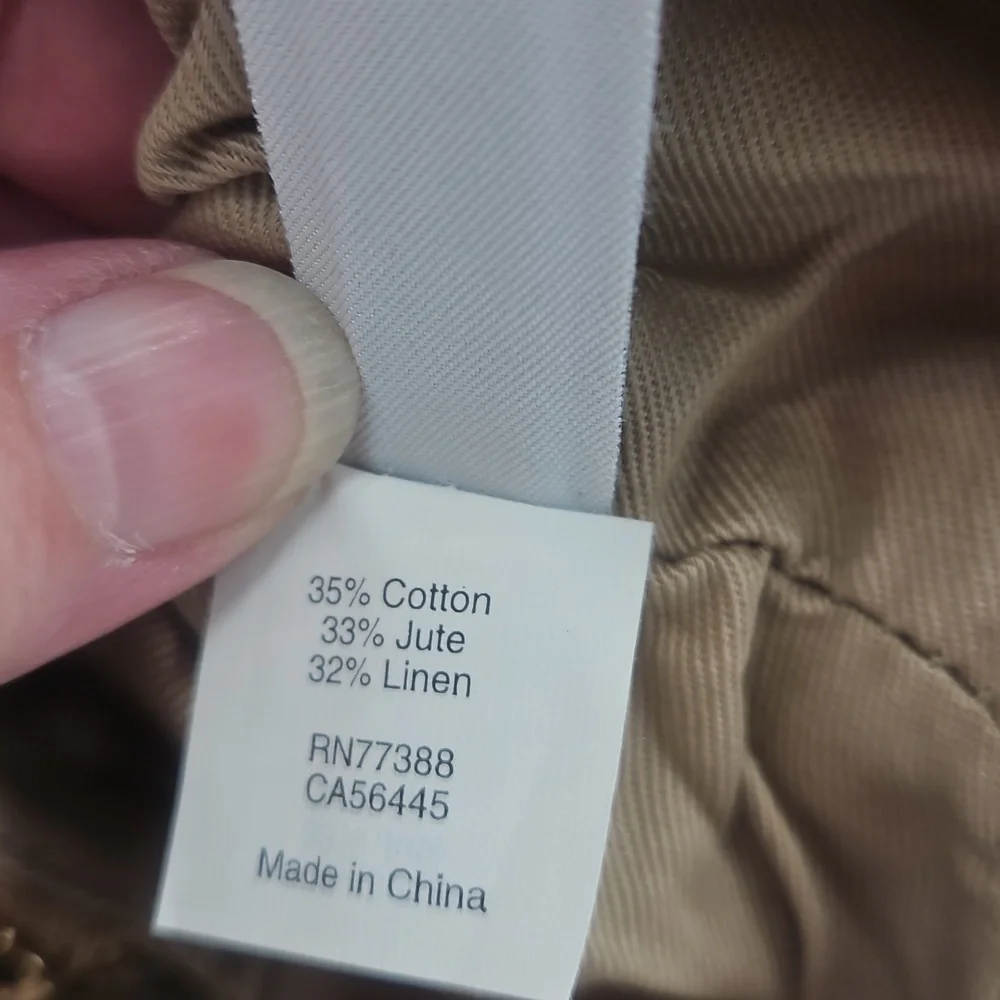 35% Cotton
33% Jute
32% Linen
RN77388
CA56445
Made in China